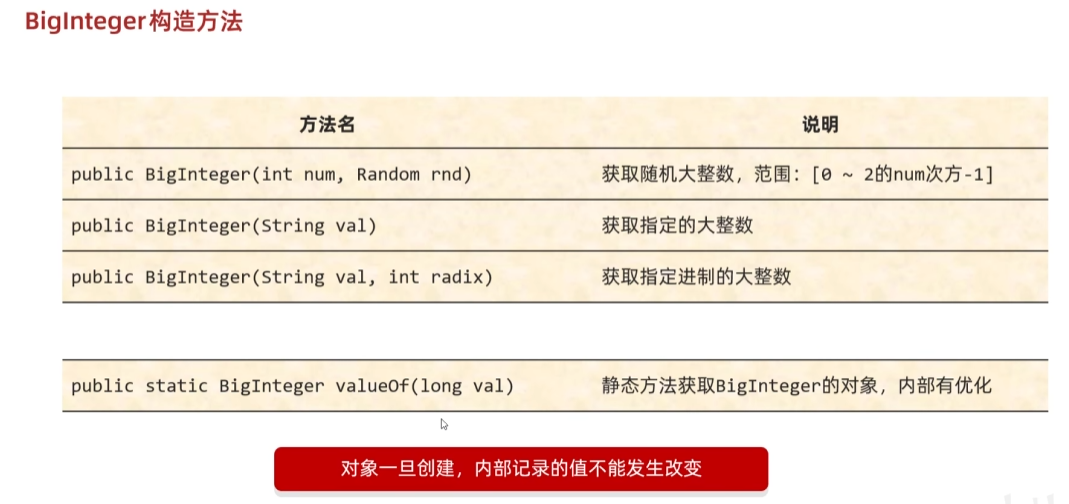 BigInteger构造方法
方法名 说明
public BigInteger(int num, Random rnd) 获取随机大整数，范围：[0 ~ 2的num次方-1]
public BigInteger(String val) 获取指定的大整数
public BigInteger(String val, int radix) 获取指定进制的大整数
public static BigInteger valueOf(long val) 静态方法获取BigInteger的对象，内部有优化
对象一旦创建，内部记录的值不能发生改变